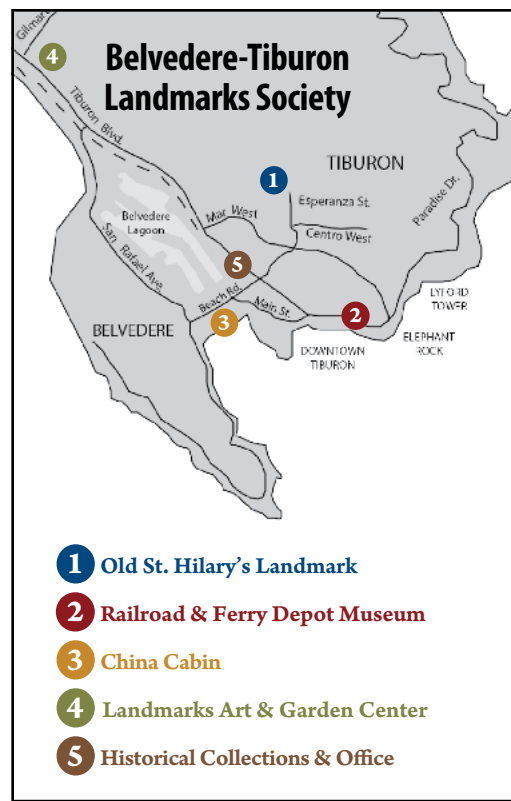 Gilmart
4
Belvedere-Tiburon
Landmarks Society
Tiburon Blvd.
TIBURON
1
Esperanza St.
Paradise Dr.
Mar West
Belvedere
Lagoon
Centro West
San Rafael Ave.
5
LYFORD
TOWER
Beach Rd.
Main St.
2
3
BELVEDERE
ELEPHANT
ROCK
DOWNTOWN
TIBURON
1 Old St. Hilary’s Landmark
2 Railroad & Ferry Depot Museum
3 China Cabin
4 Landmarks Art & Garden Center
5 Historical Collections & Office